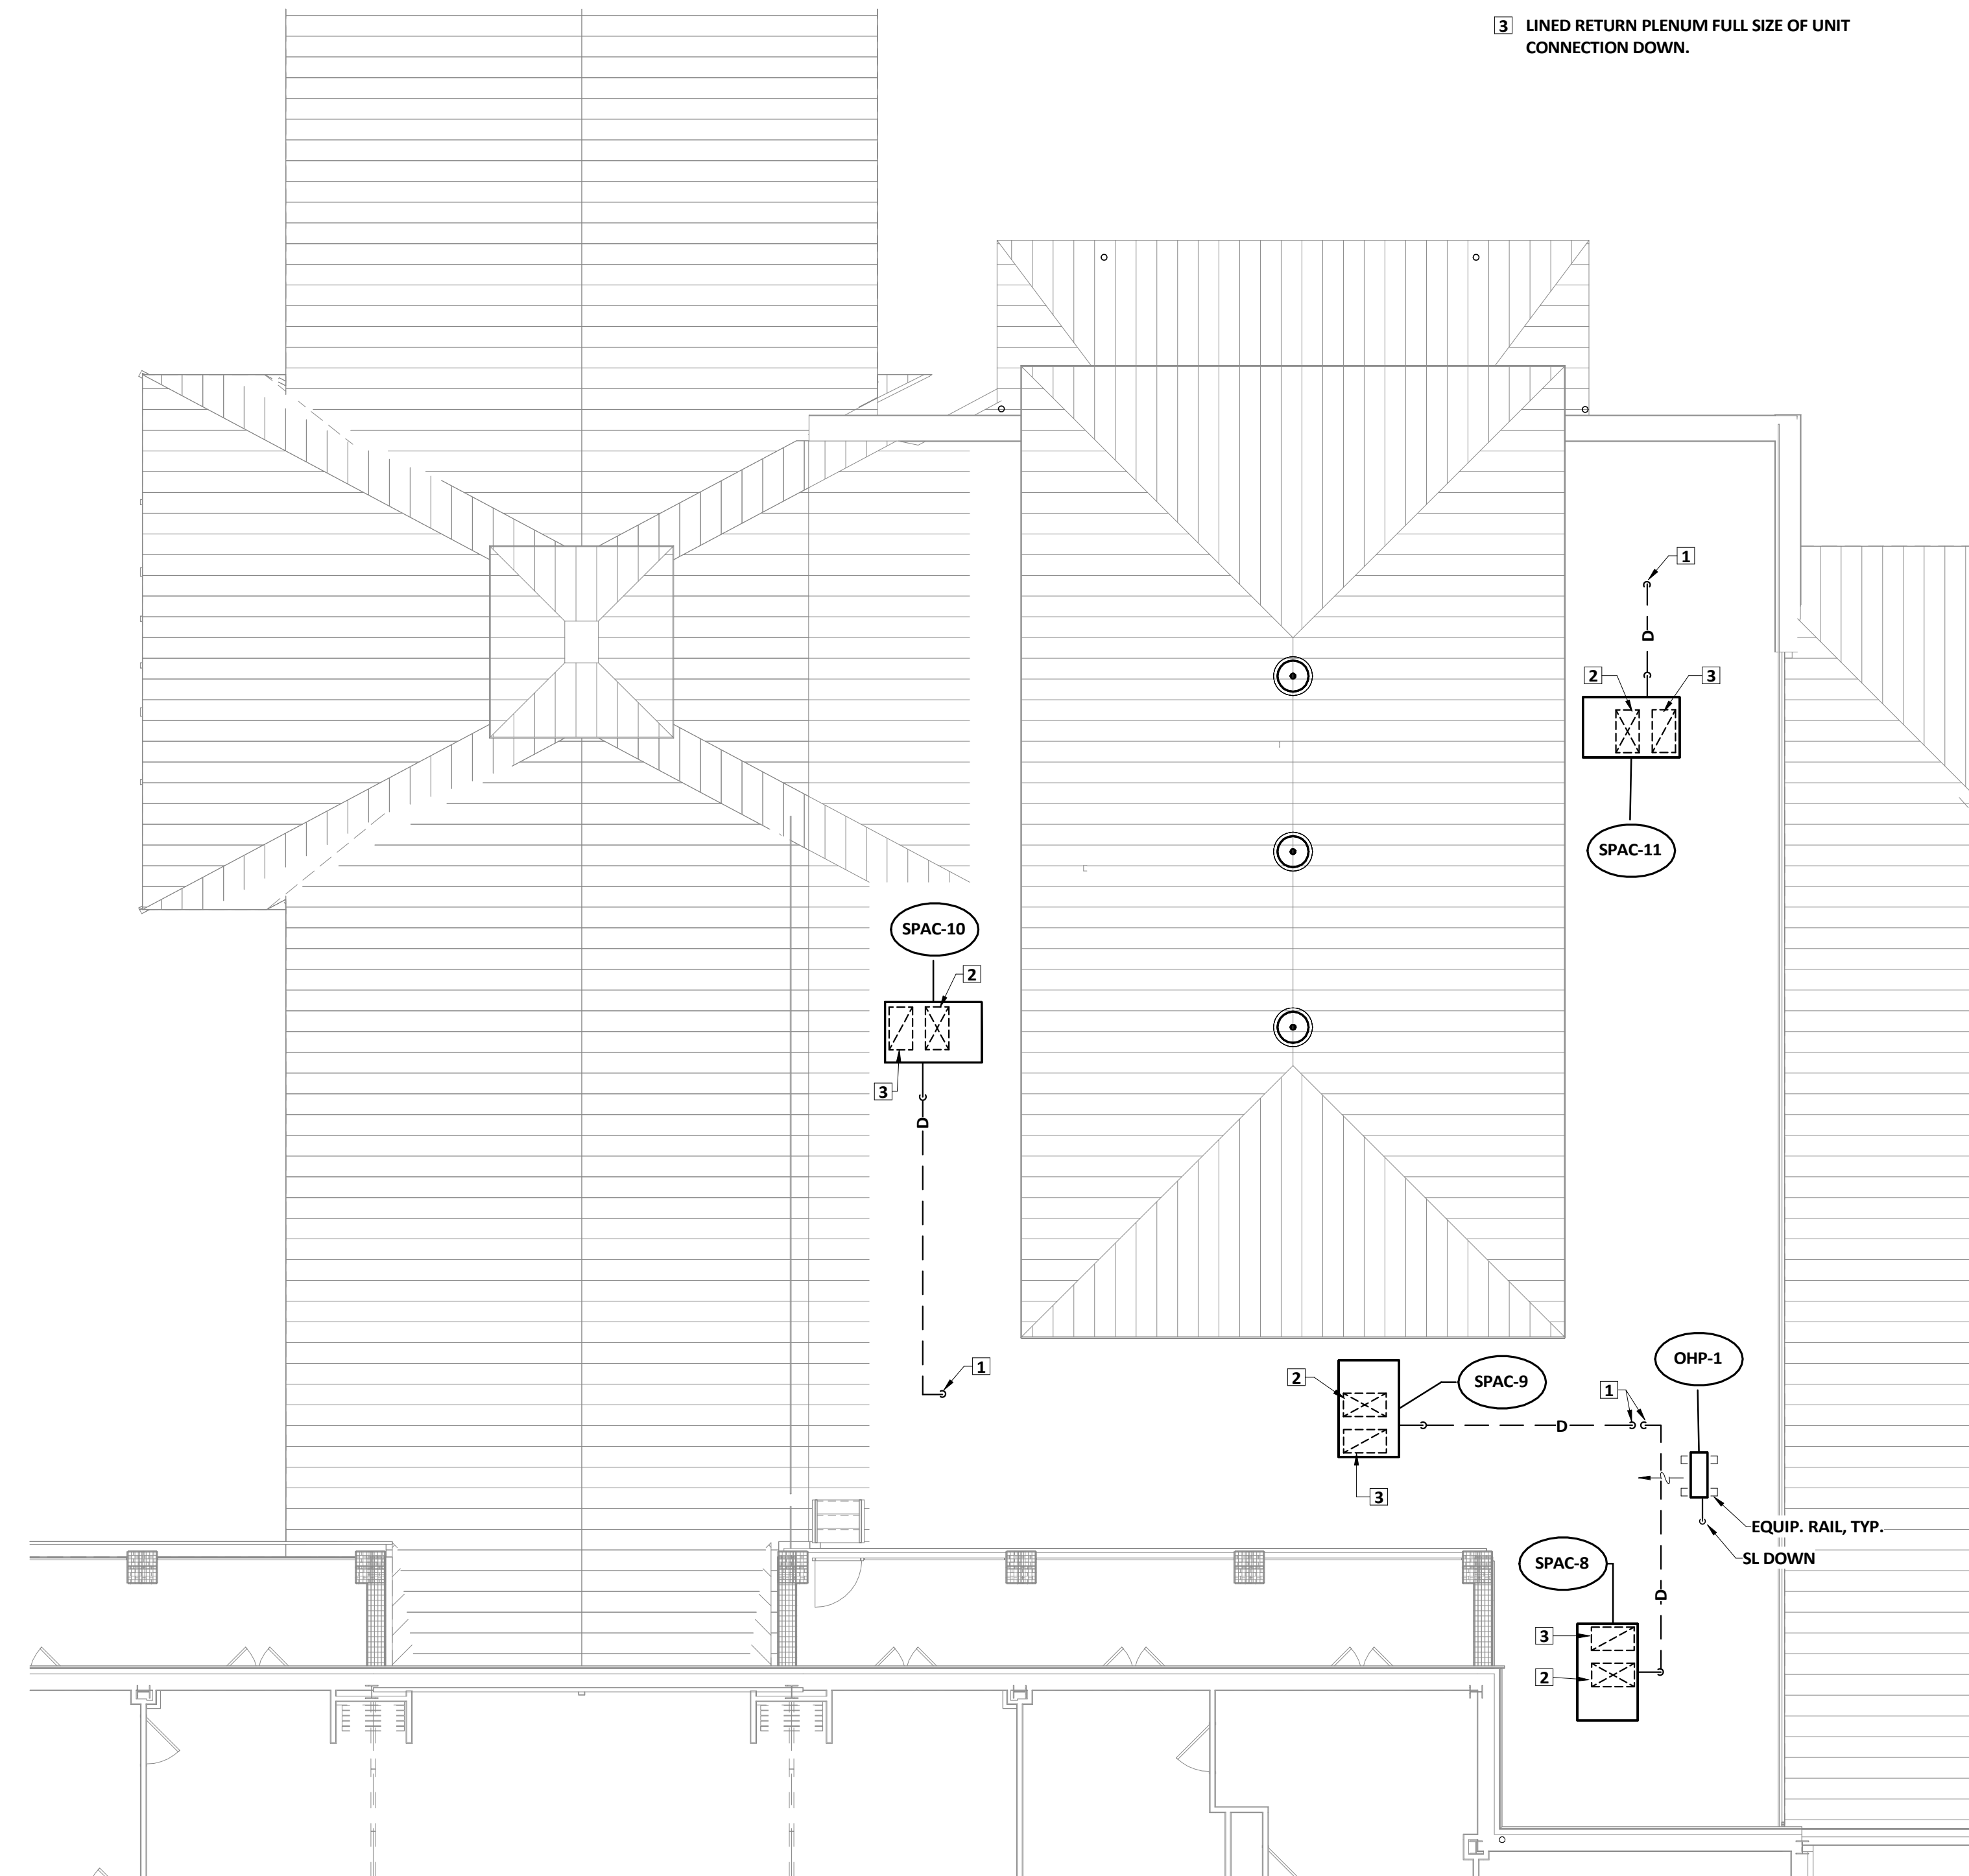 3 LINED RETURN PLENUM FULL SIZE OF UNIT
CONNECTION DOWN.
1
D
2
3
SPAC-11
SPAC-10
2
3
D
1
OHP-1
2
SPAC-9
1
D
3
EQUIP. RAIL, TYP.
SL DOWN
SPAC-8
D
3
2